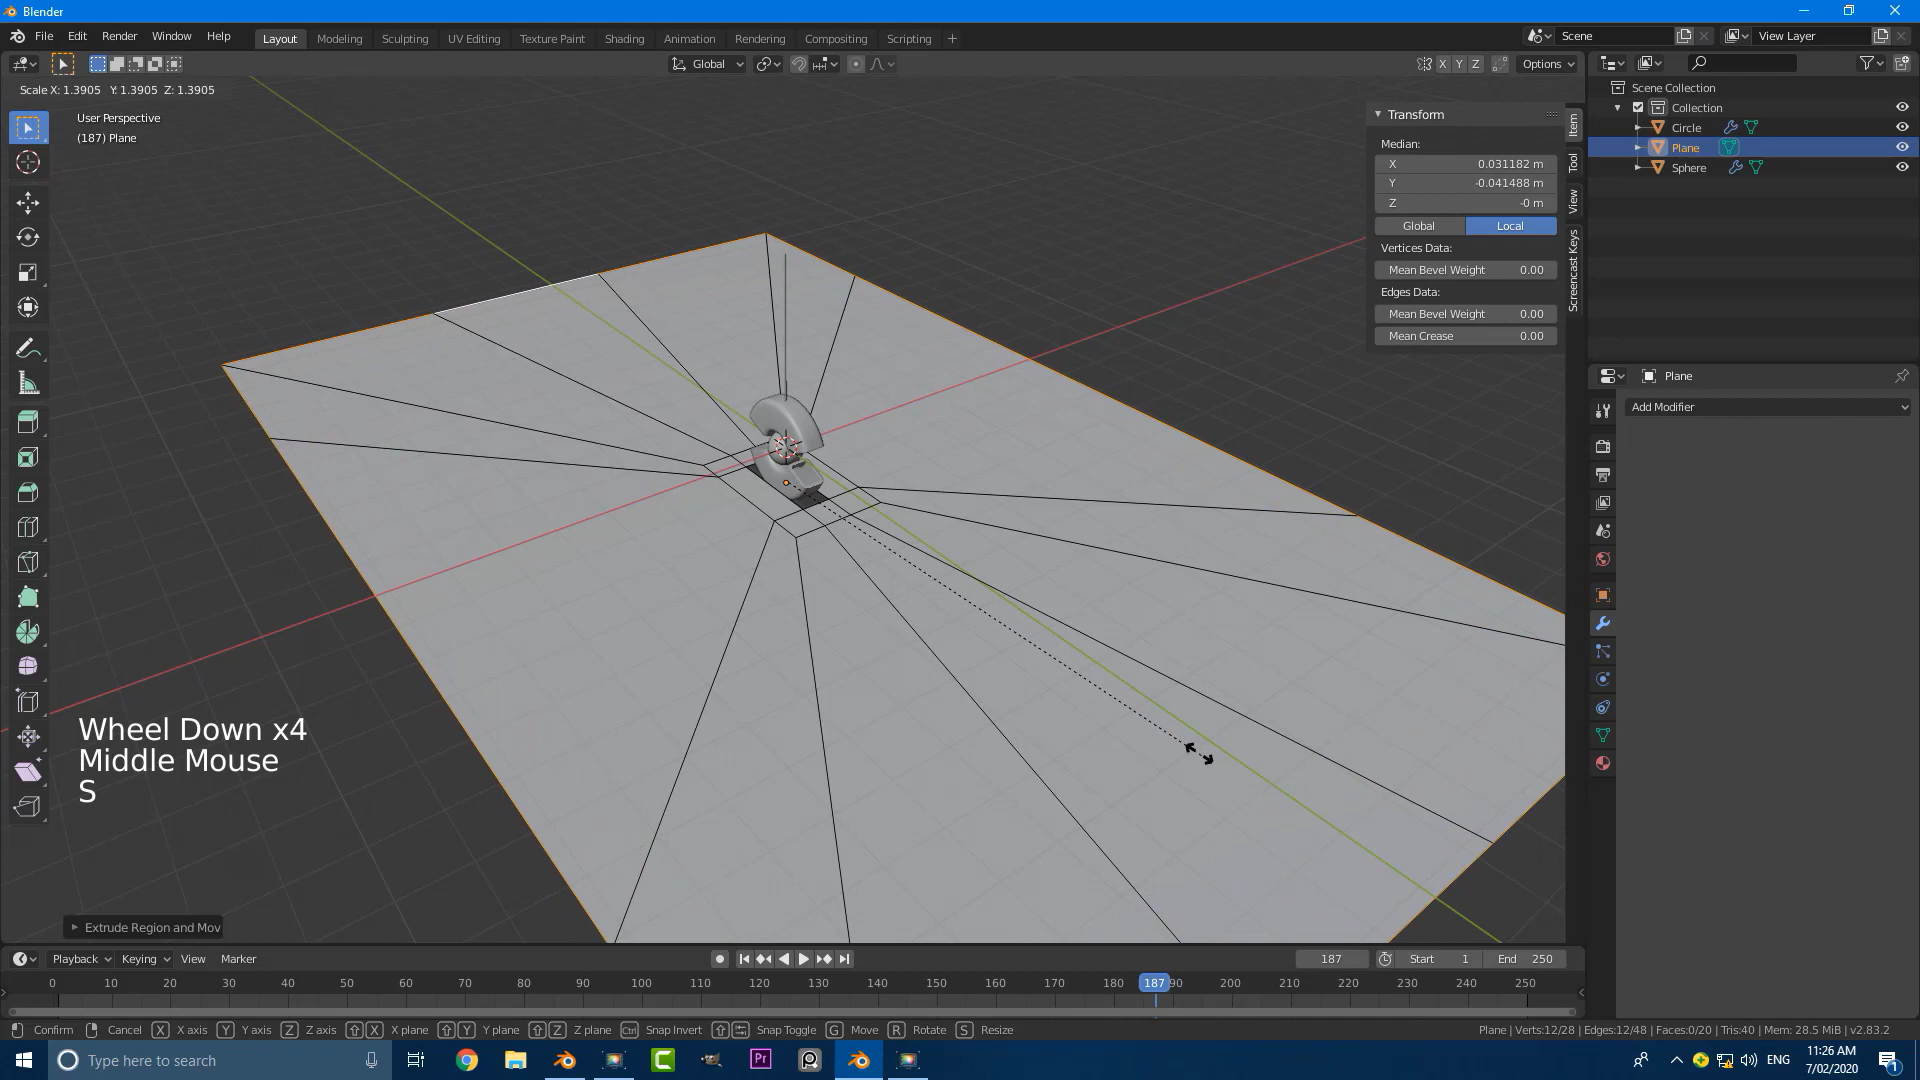 Blender
File Edit Render Window Help
Layout Modeling Sculpting UV Editing Texture Paint Shading Animation Rendering Compositing Scripting +
Scene
View Layer
Global
X Y Z
Options
Scale X: 1.3905 Y: 1.3905 Z: 1.3905
User Perspective
(187) Plane
Transform
Median:
X 0.031182 m
Y -0.041488 m
Z -0 m
Global Local
Vertices Data:
Mean Bevel Weight 0.00
Edges Data:
Mean Bevel Weight 0.00
Mean Crease 0.00
Item
Tool
View
Screencast Keys
Scene Collection
Collection
Circle
Plane
Sphere
Plane
Add Modifier
Wheel Down x4
Middle Mouse
S
Extrude Region and Mov
Playback Keying View Marker
187 Start 1 End 250
0 10 20 30 40 50 60 70 80 90 100 110 120 130 140 150 160 170 180 187 90 200 210 220 230 240 250
Confirm Cancel X X axis Y Y axis Z Z axis X X plane Y Y plane Z Z plane Ctrl Snap Invert Snap Toggle G Move R Rotate S Resize
Plane | Verts:12/28 | Edges:12/48 | Faces:0/20 | Tris:40 | Mem: 28.5 MiB | v2.83.2
Type here to search
Pr
ENG
11:26 AM
7/02/2020
1